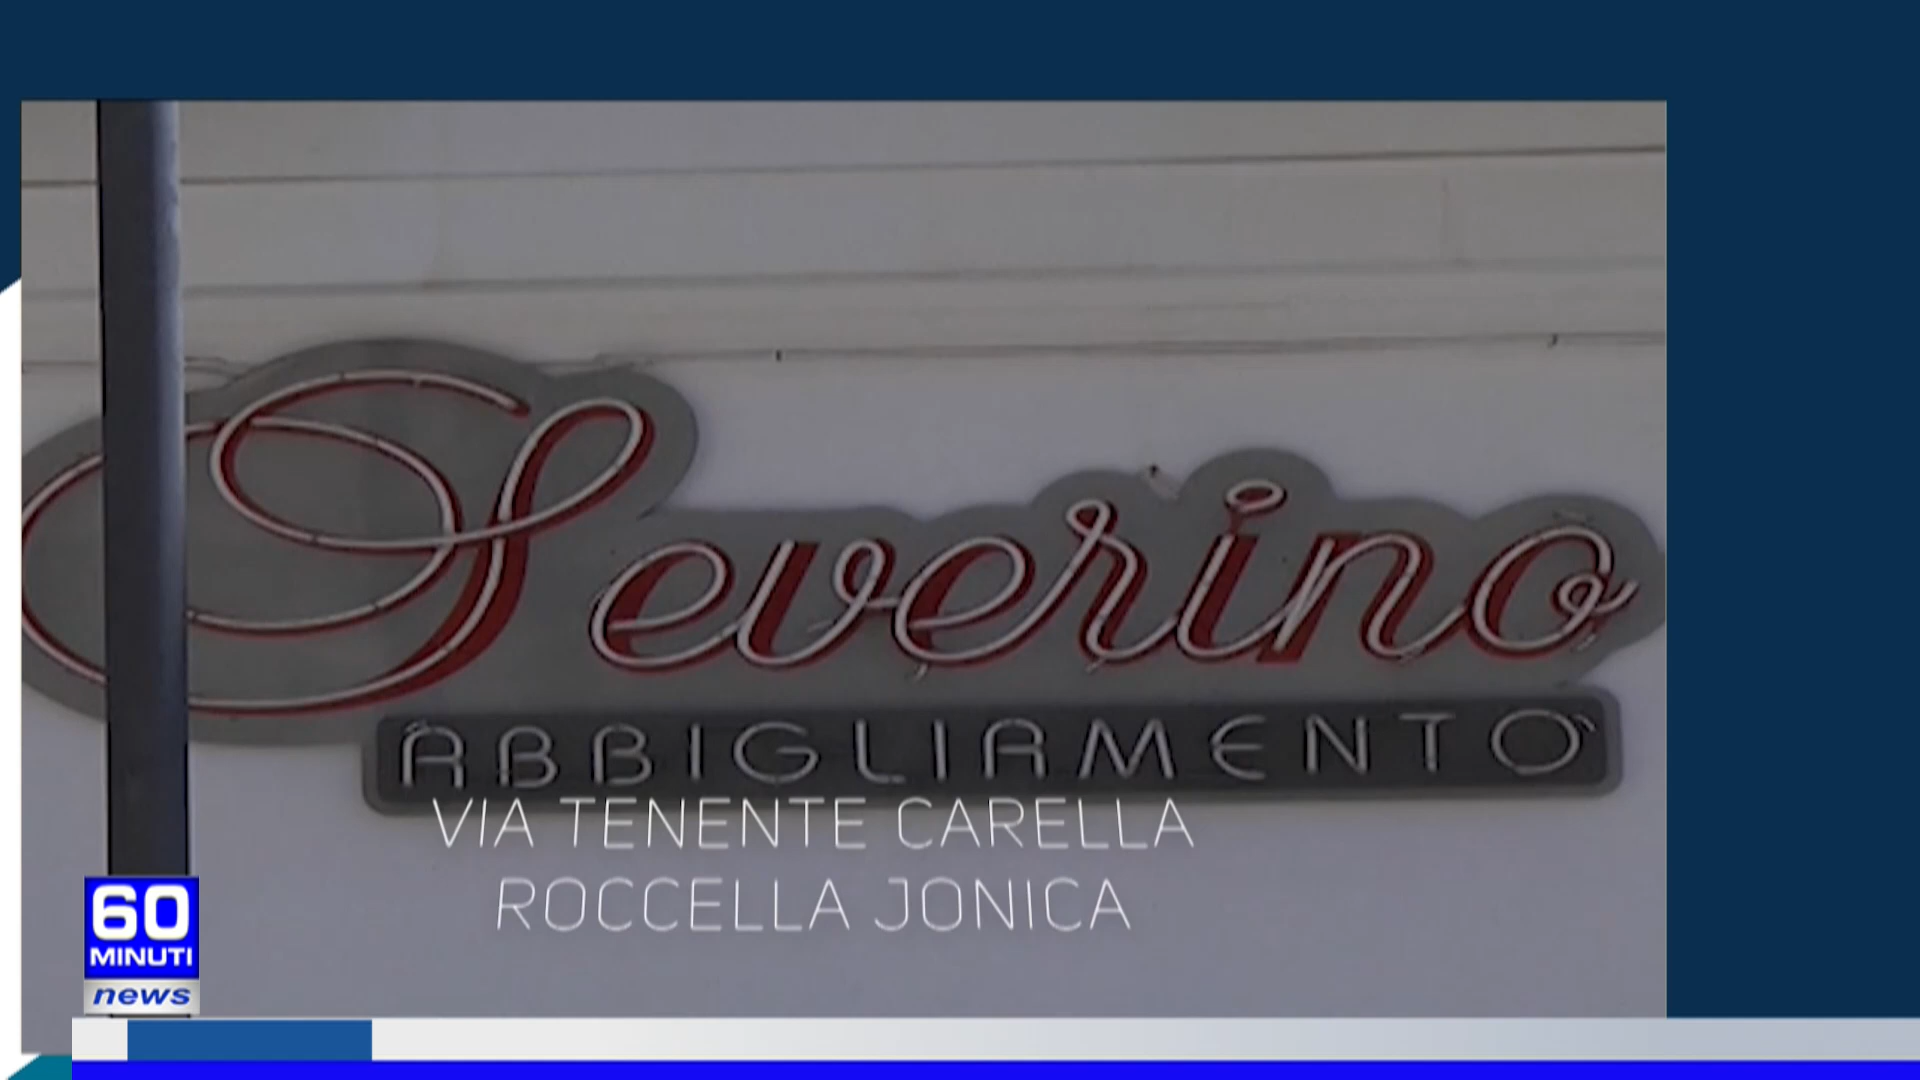 Severino
ABBIGLIAMENTO
VIA TENENTE CARELLA
ROCCELLA JONICA
60
MINUTI
news